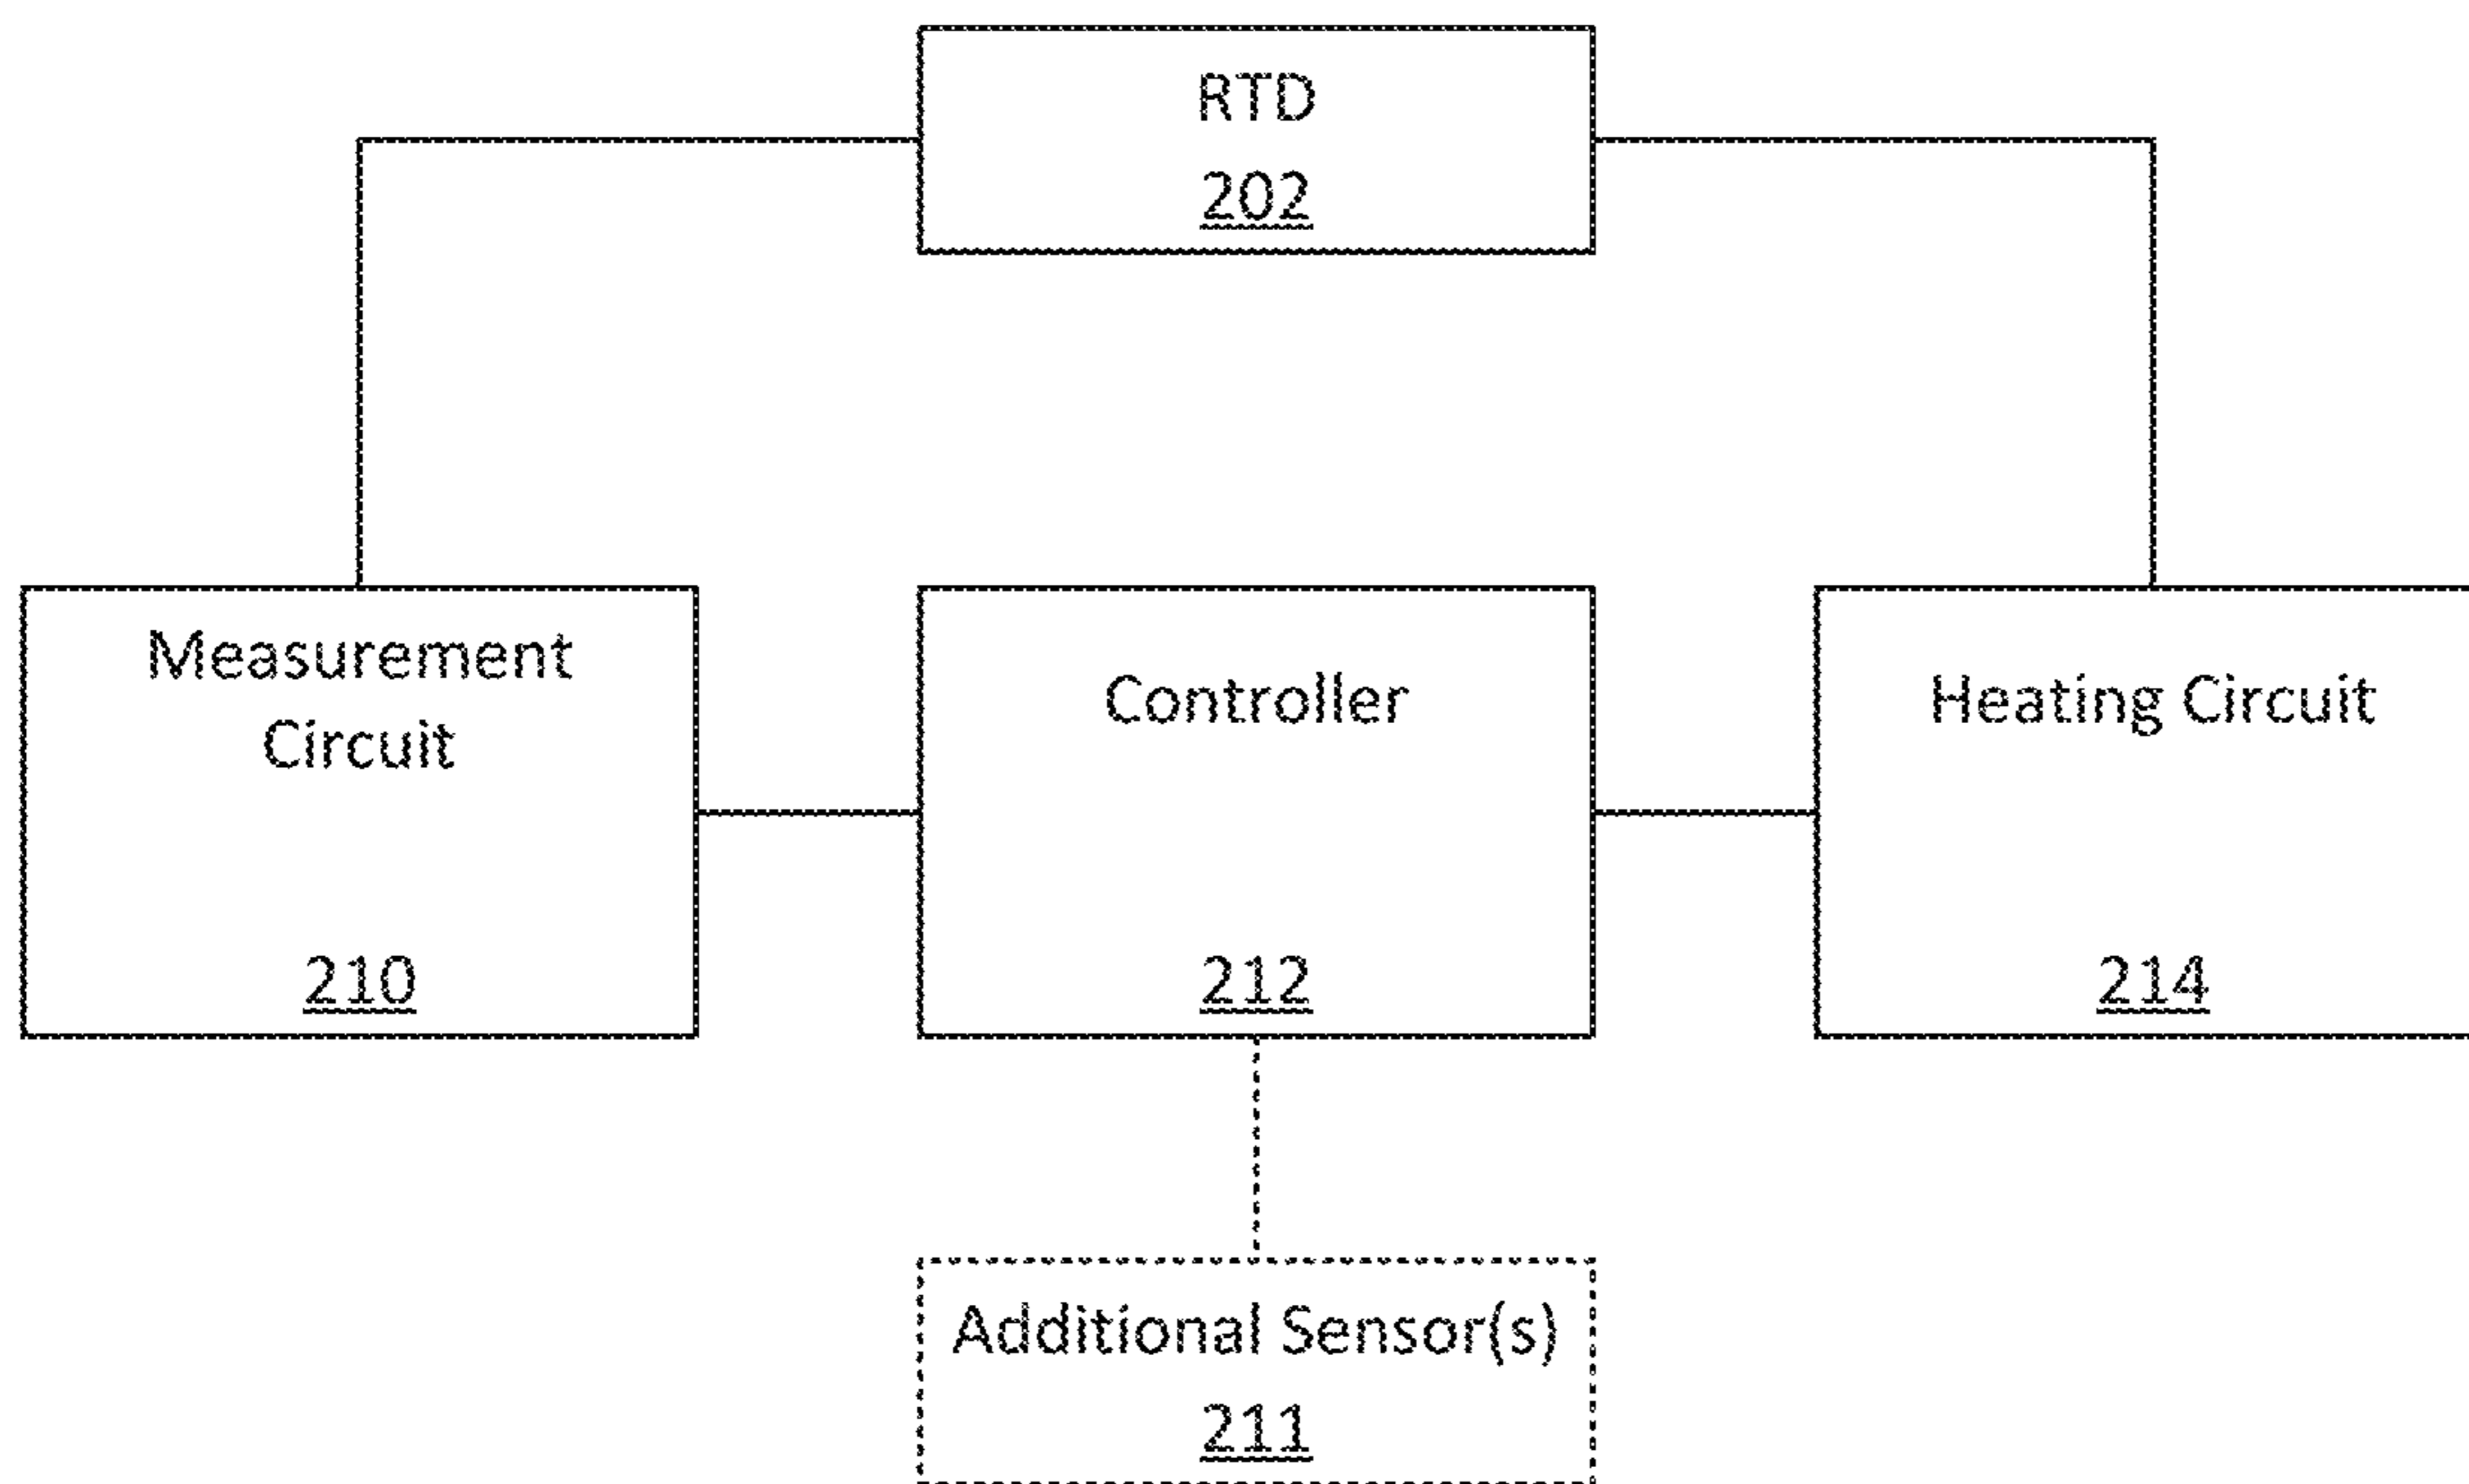 RTD
202
Measurement
Circuit
210
Controller
212
Heating Circuit
214
Additional Sensor(s)
211